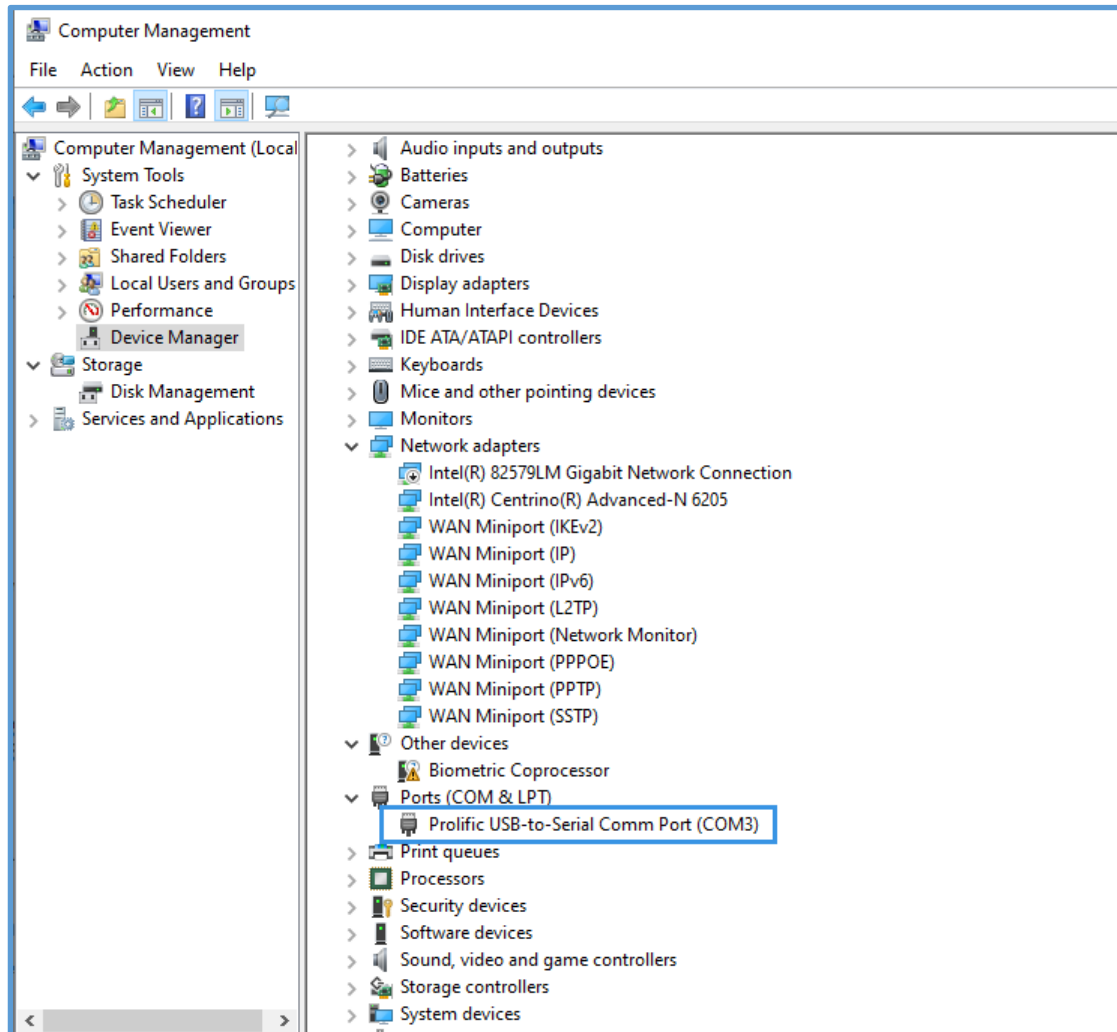 Computer Management
File Action View Help
Computer Management (Local
System Tools
Task Scheduler
Event Viewer
Shared Folders
Local Users and Groups
Performance
Device Manager
Storage
Disk Management
Services and Applications
Audio inputs and outputs
Batteries
Cameras
Computer
Disk drives
Display adapters
Human Interface Devices
IDE ATA/ATAPI controllers
Keyboards
Mice and other pointing devices
Monitors
Network adapters
Intel(R) 82579LM Gigabit Network Connection
Intel(R) Centrino(R) Advanced-N 6205
WAN Miniport (IKEv2)
WAN Miniport (IP)
WAN Miniport (IPv6)
WAN Miniport (L2TP)
WAN Miniport (Network Monitor)
WAN Miniport (PPPOE)
WAN Miniport (PPTP)
WAN Miniport (SSTP)
Other devices
Biometric Coprocessor
Ports (COM & LPT)
Prolific USB-to-Serial Comm Port (COM3)
Print queues
Processors
Security devices
Software devices
Sound, video and game controllers
Storage controllers
System devices